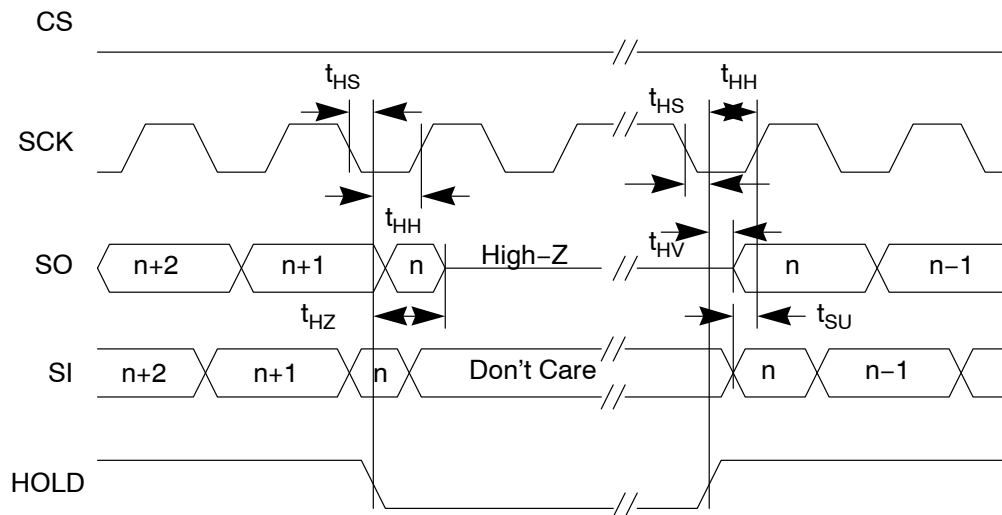 CS
t_HS
t_HH
t_HS
SCK
t_HH
t_HV
SO
n+2
n+1
n
High−Z
n
n−1
t_HZ
t_SU
SI
n+2
n+1
n
Don't Care
n
n−1
HOLD